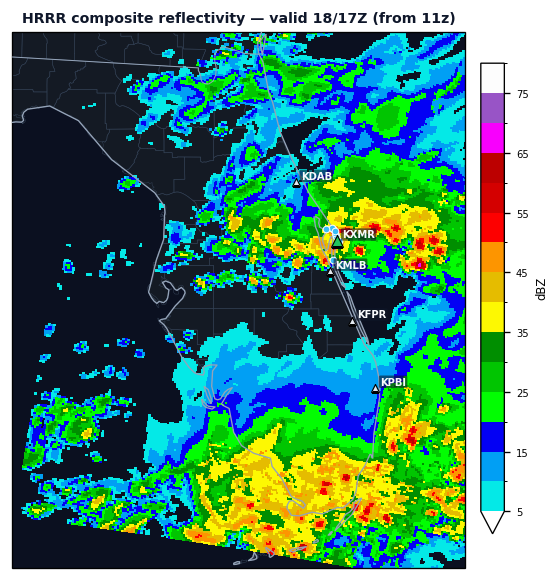 HRRR composite reflectivity — valid 18/17Z (from 11z)
75
65
55
45
35
25
15
5
dBZ
KDAB
KXMR
KMLB
KFPR
KPBI